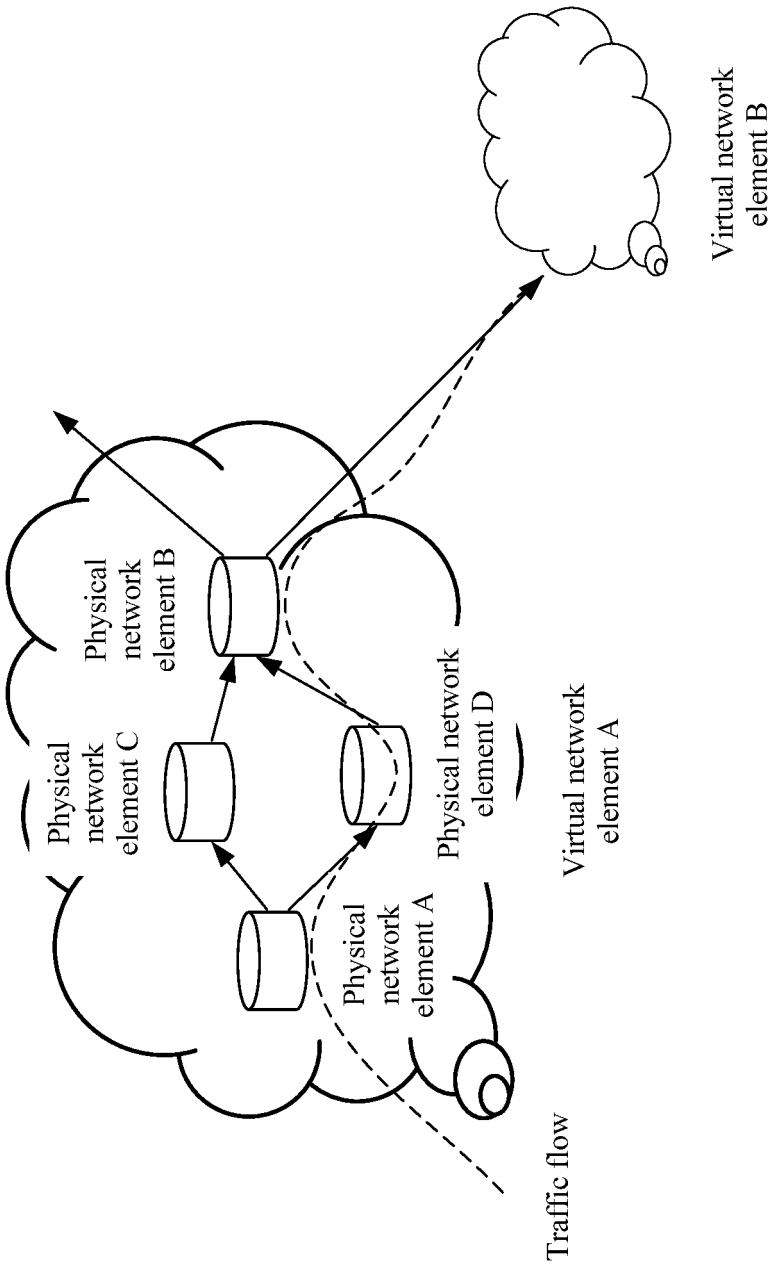 Physical
network
element C
Physical
network
element B
Physical
network
element A
Physical network
element D
Traffic flow
Virtual network
element A
Virtual network
element B